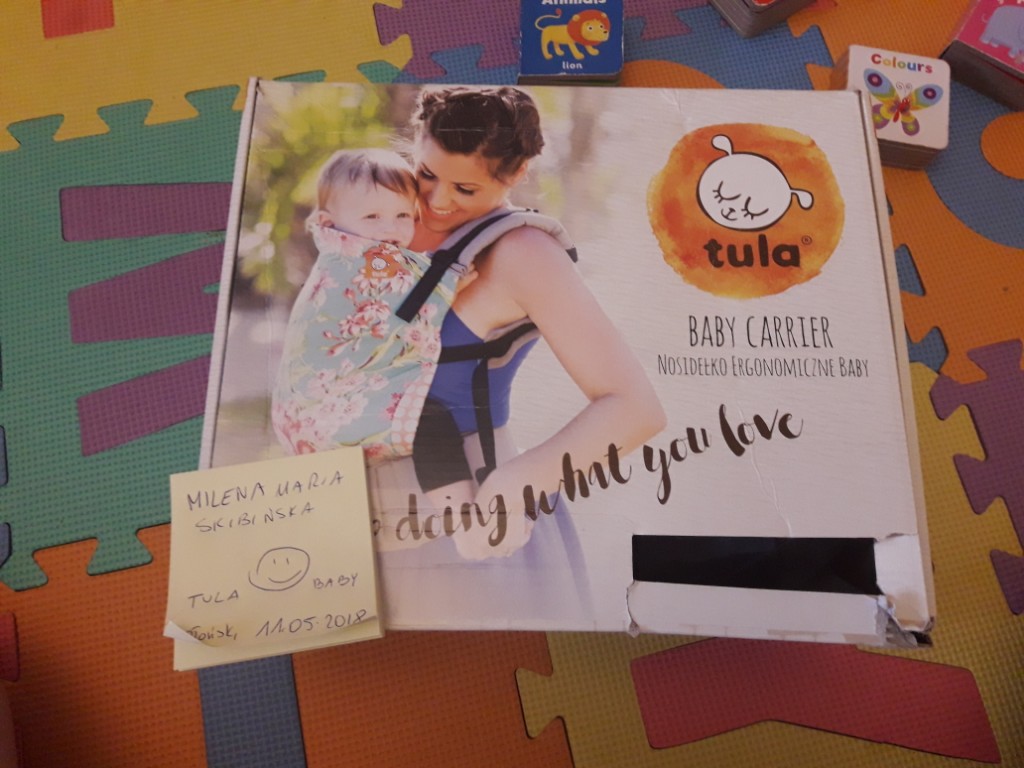 Animals
lion
Colours
tula®
BABY CARRIER
NOSIDEŁKO ERGONOMICZNE BABY
doing what you love
MILENA MARIA
SKIBIŃSKA
TULA BABY
11.05.2018